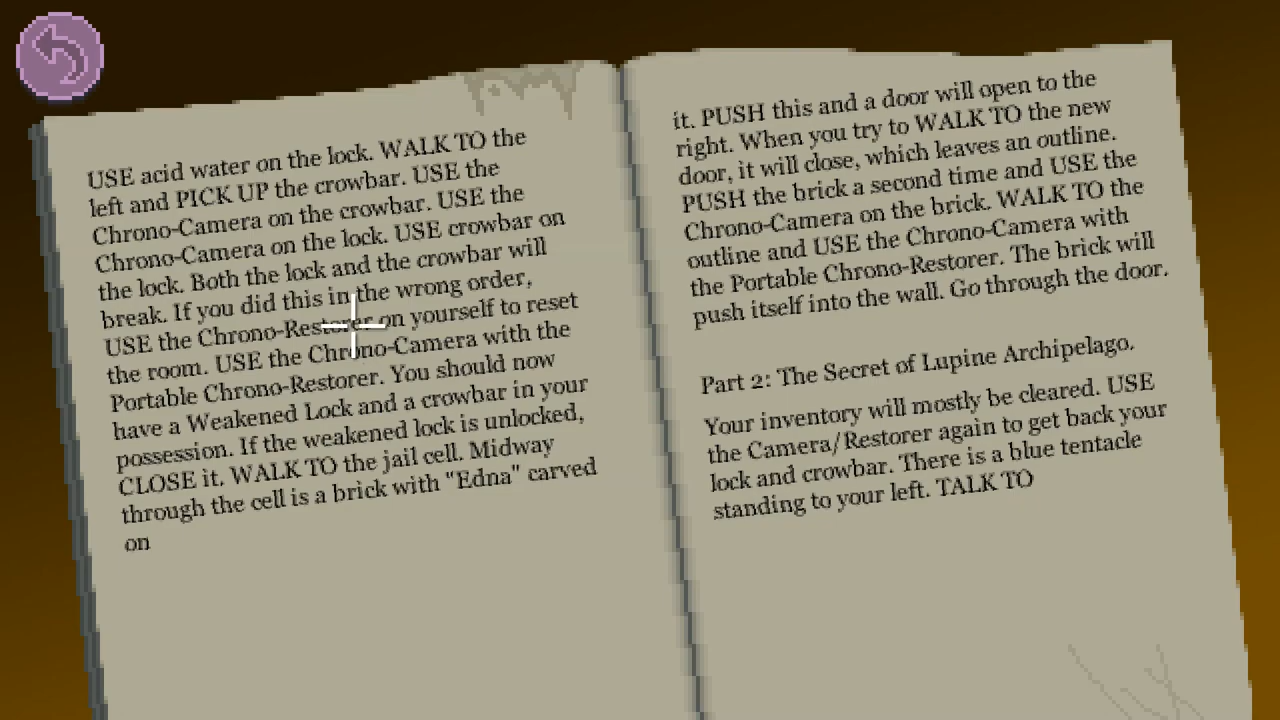 USE acid water on the lock. WALK TO the
left and PICK UP the crowbar. USE the
Chrono-Camera on the crowbar. USE the
Chrono-Camera on the lock. USE crowbar on
the lock. Both the lock and the crowbar will
break. If you did this in the wrong order,
USE the Chrono-Restorer on yourself to reset
the room. USE the Chrono-Camera with the
Portable Chrono-Restorer. You should now
have a Weakened Lock and a crowbar in your
possession. If the weakened lock is unlocked,
CLOSE it. WALK TO the jail cell. Midway
through the cell is a brick with "Edna" carved
on
it. PUSH this and a door will open to the
right. When you try to WALK TO the new
door, it will close, which leaves an outline.
PUSH the brick a second time and USE the
Chrono-Camera on the brick. WALK TO the
outline and USE the Chrono-Camera with
the Portable Chrono-Restorer. The brick will
push itself into the wall. Go through the door.
Part 2: The Secret of Lupine Archipelago.
Your inventory will mostly be cleared. USE
the Camera/Restorer again to get back your
lock and crowbar. There is a blue tentacle
standing to your left. TALK TO